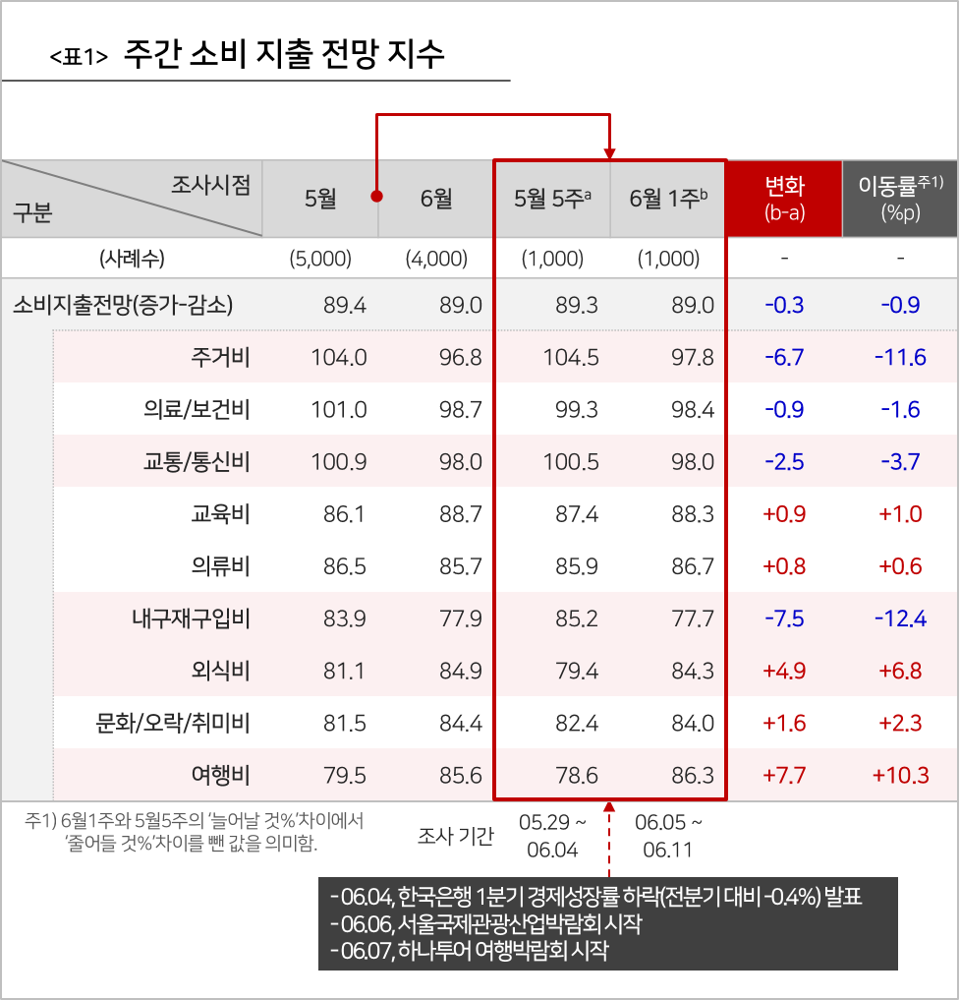 <표1> 주간 소비 지출 전망 지수
조사시점
구분
5월 6월 5월 5주a 6월 1주b 변화 (b-a) 이동률주1) (%p)
(사례수) (5,000) (4,000) (1,000) (1,000) - -
소비지출전망(증가-감소) 89.4 89.0 89.3 89.0 -0.3 -0.9
주거비 104.0 96.8 104.5 97.8 -6.7 -11.6
의료/보건비 101.0 98.7 99.3 98.4 -0.9 -1.6
교통/통신비 100.9 98.0 100.5 98.0 -2.5 -3.7
교육비 86.1 88.7 87.4 88.3 +0.9 +1.0
의류비 86.5 85.7 85.9 86.7 +0.8 +0.6
내구재구입비 83.9 77.9 85.2 77.7 -7.5 -12.4
외식비 81.1 84.9 79.4 84.3 +4.9 +6.8
문화/오락/취미비 81.5 84.4 82.4 84.0 +1.6 +2.3
여행비 79.5 85.6 78.6 86.3 +7.7 +10.3
주1) 6월1주와 5월5주의 '늘어날 것%'차이에서
'줄어들 것%'차이를 뺀 값을 의미함.
조사 기간
05.29 ~
06.04
06.05 ~
06.11
- 06.04, 한국은행 1분기 경제성장률 하락(전분기 대비 -0.4%) 발표
- 06.06, 서울국제관광산업박람회 시작
- 06.07, 하나투어 여행박람회 시작